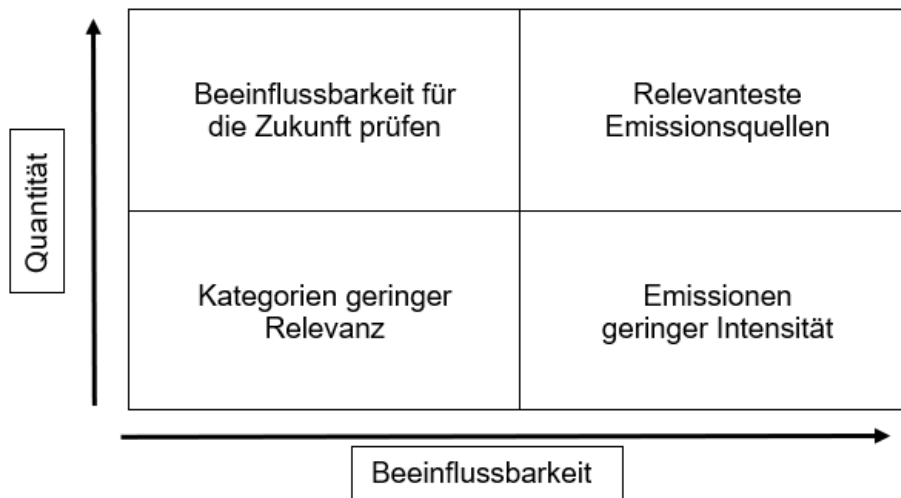 Beeinflussbarkeit für
die Zukunft prüfen
Relevanteste
Emissionsquellen
Quantität
Kategorien geringer
Relevanz
Emissionen
geringer Intensität
Beeinflussbarkeit